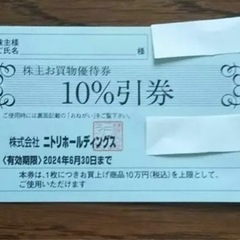 株主様
ご氏名
様
株主お買物優待券
10%引券
ご使用時には裏面記載の「おねがい」をご覧下さい。
株式会社 ニトリホールディングス
〈有効期限〉2024年6月30日まで
本券は、1枚につきお買上げ商品10万円(税込)を上限として、
ご使用いただけます